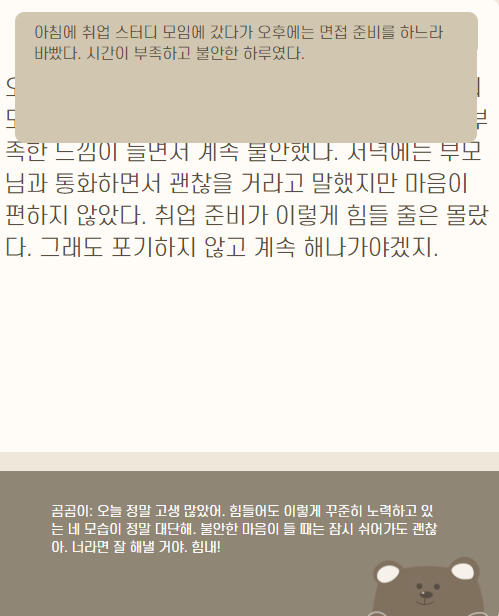 아침에 취업 스터디 모임에 갔다가 오후에는 면접 준비를 하느라
바빴다. 시간이 부족하고 불안한 하루였다.
족한 느낌이 들면서 계속 불안했다. 저녁에는 부모
님과 통화하면서 괜찮을 거라고 말했지만 마음이
편하지 않았다. 취업 준비가 이렇게 힘들 줄은 몰랐
다. 그래도 포기하지 않고 계속 해나가야겠지.
곰곰이: 오늘 정말 고생 많았어. 힘들어도 이렇게 꾸준히 노력하고 있
는 네 모습이 정말 대단해. 불안한 마음이 들 때는 잠시 쉬어가도 괜찮
아. 너라면 잘 해낼 거야. 힘내!